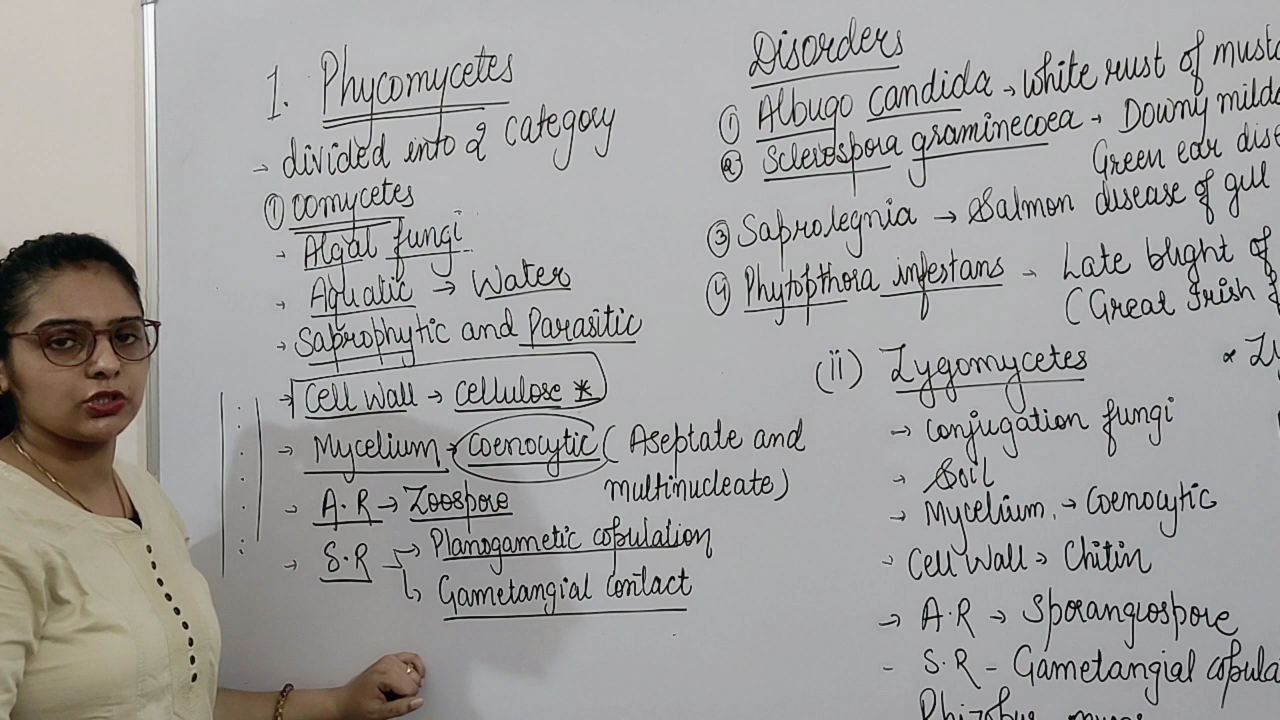 1. Phycomycetes
→ divided into 2 category
① oomycetes
- Algal fungi
→ Aquatic → Water
→ Saprophytic and Parasitic
→ Cell Wall → cellulose *
→ Mycelium → Coenocytic ( Aseptate and
multinucleate)
→ A.R → Zoospore
→ S.R → Planogametic copulation
↳ Gametangial contact
Disorders
① Albugo candida → white rust of
② Sclerospora graminecoea → Downy
Green ear
③ Saprolegnia → Salmon disease of
④ Phytopthora infestans → Late blight of
(Great Irish
(ii) Zygomycetes
→ conjugation fungi
→ Soil
→ Mycelium → Coenocytic
→ Cell Wall → Chitin
→ A.R → Sporangiospore
- S.R - Gametangial